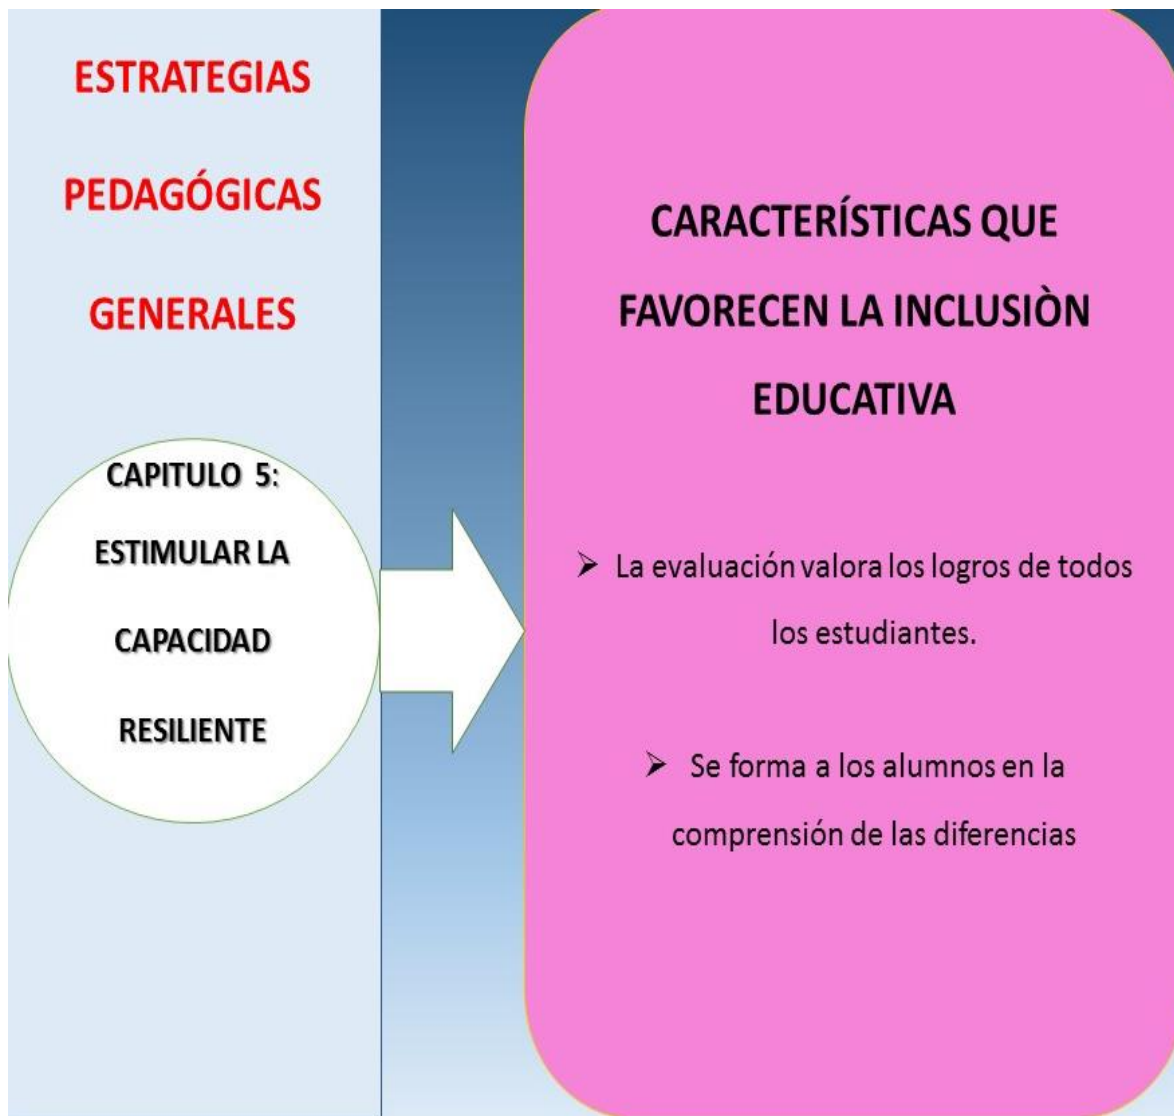 ESTRATEGIAS
PEDAGÓGICAS
GENERALES
CAPITULO 5:
ESTIMULAR LA
CAPACIDAD
RESILIENTE
CARACTERÍSTICAS QUE
FAVORECEN LA INCLUSIÒN
EDUCATIVA
➢ La evaluación valora los logros de todos
los estudiantes.
➢ Se forma a los alumnos en la
comprensión de las diferencias